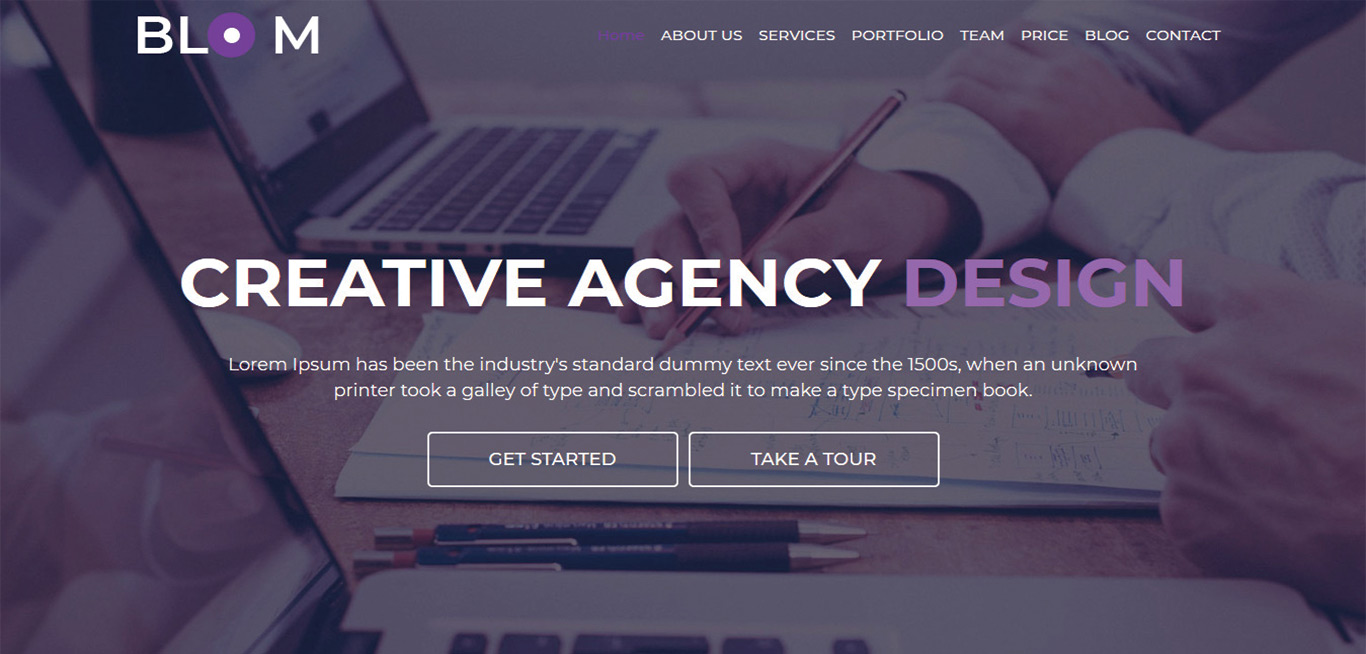 BLOM
Home ABOUT US SERVICES PORTFOLIO TEAM PRICE BLOG CONTACT
CREATIVE AGENCY DESIGN
Lorem Ipsum has been the industry's standard dummy text ever since the 1500s, when an unknown
printer took a galley of type and scrambled it to make a type specimen book.
GET STARTED TAKE A TOUR